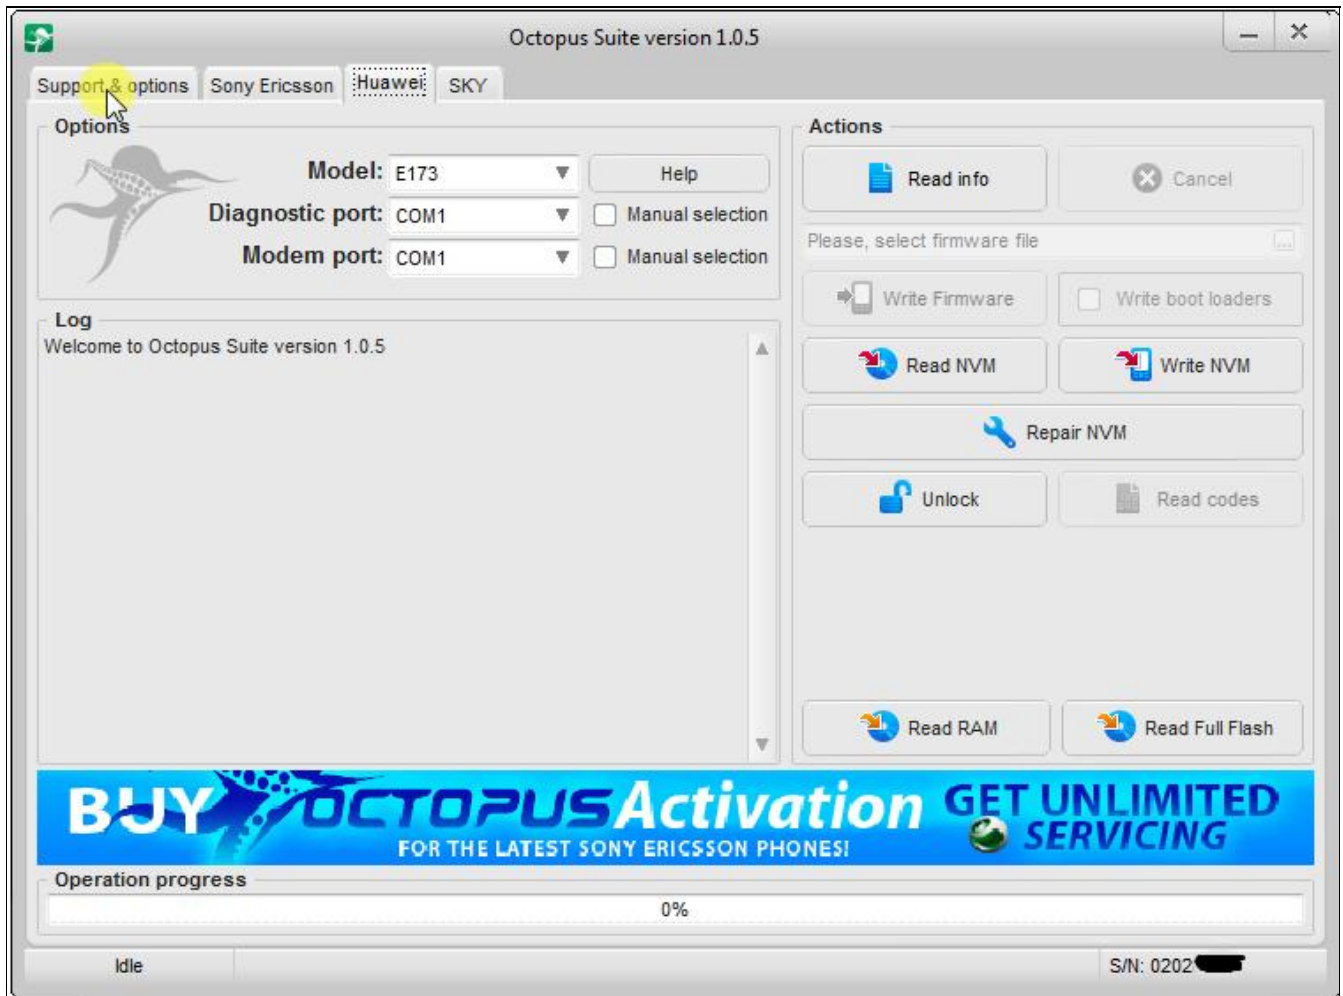 Octopus Suite version 1.0.5
Support & options Sony Ericsson Huawei SKY
Options
Model: E173 Help
Diagnostic port: COM1 Manual selection
Modem port: COM1 Manual selection
Log
Welcome to Octopus Suite version 1.0.5
Actions
Read info Cancel
Please, select firmware file ...
Write Firmware Write boot loaders
Read NVM Write NVM
Repair NVM
Unlock Read codes
Read RAM Read Full Flash
BUY OCTOPUS Activation GET UNLIMITED
FOR THE LATEST SONY ERICSSON PHONES! SERVICING
Operation progress
0%
Idle S/N: 0202